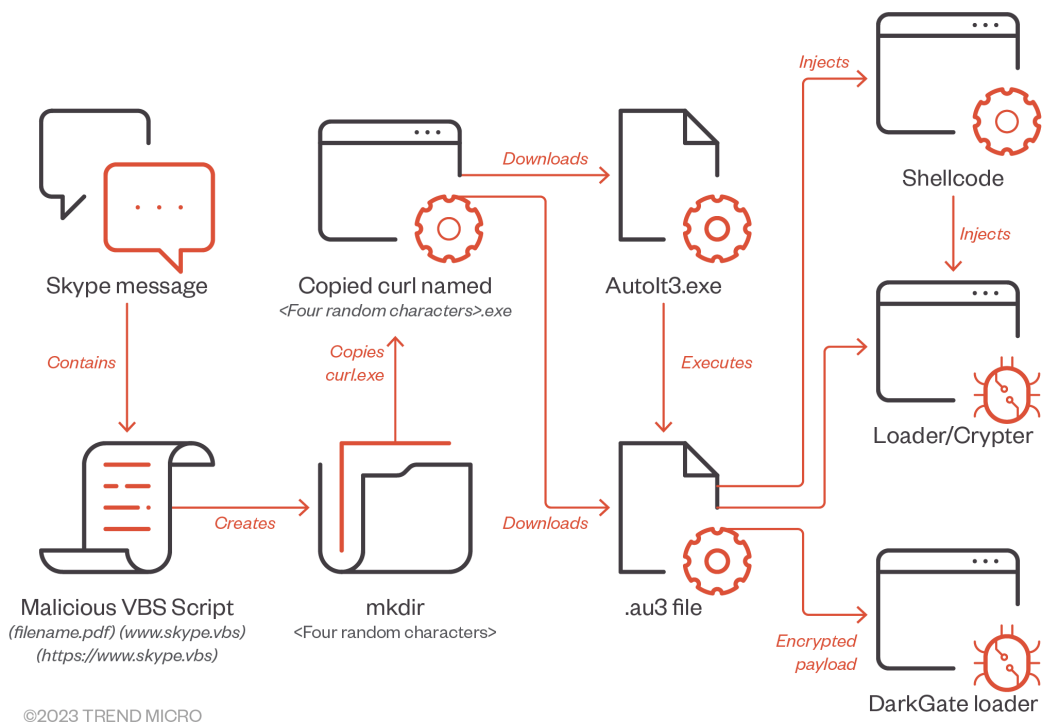 Injects
Shellcode
Injects
Downloads
Skype message
Copied curl named
<Four random characters>.exe
AutoIt3.exe
Contains
Copies
curl.exe
Executes
Loader/Crypter
Creates
Downloads
Malicious VBS Script
(filename.pdf) (www.skype.vbs)
(https://www.skype.vbs)
mkdir
<Four random characters>
.au3 file
Encrypted
payload
DarkGate loader
©2023 TREND MICRO